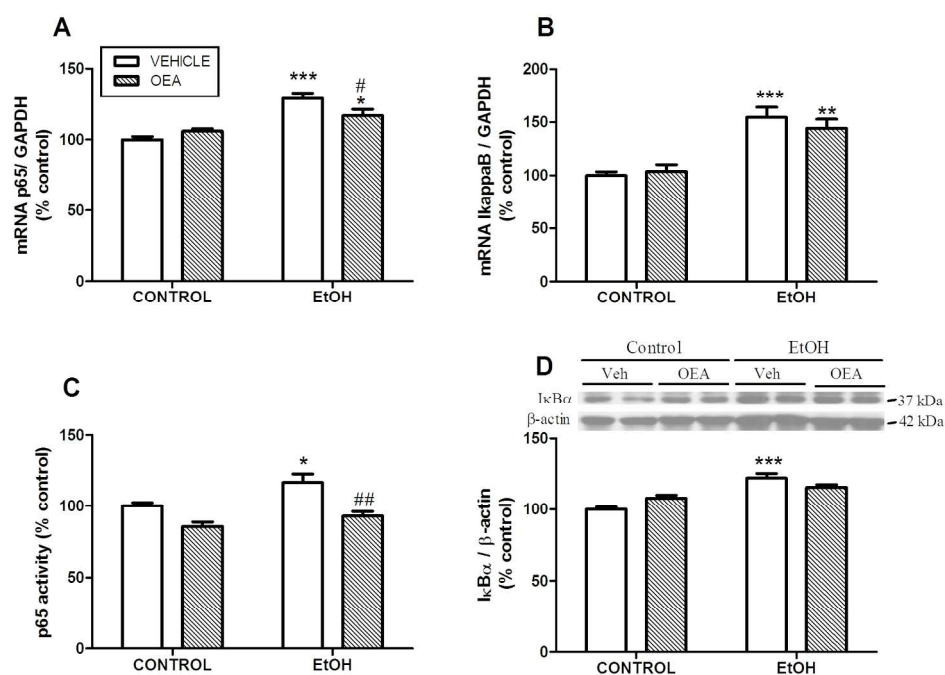 A
VEHICLE
OEA
mRNA p65/ GAPDH
(% control)
150
100
50
0
***
#
*
CONTROL
EtOH
B
mRNA IkappaB / GAPDH
(% control)
200
150
100
50
0
***
**
CONTROL
EtOH
C
p65 activity (% control)
150
100
50
0
*
##
CONTROL
EtOH
D
Control EtOH
Veh OEA Veh OEA
IκBα 37 kDa
β-actin 42 kDa
IκBα / β-actin
(% control)
150
100
50
0
***
CONTROL
EtOH